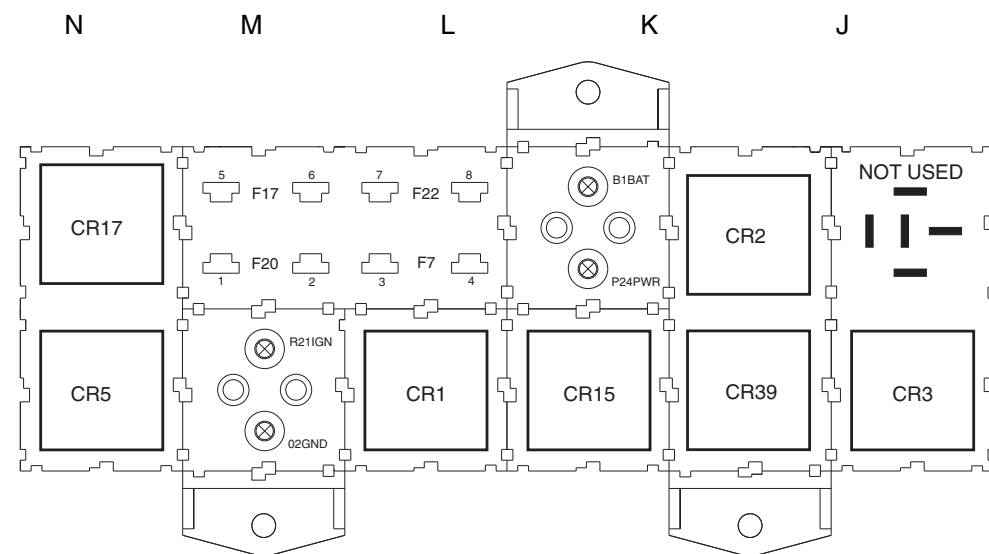 N M L K J
NOT USED
5 6 7 8
F17 F22
B1BAT
CR17
CR2
F20 F7
1 2 3 4
P24PWR
R21IGN
CR5
CR1
CR15
CR39
CR3
02GND